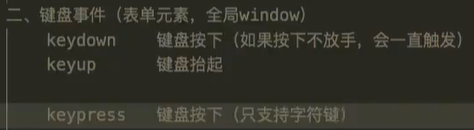 二、键盘事件（表单元素，全局window）
keydown 键盘按下（如果按下不放手，会一直触发）
keyup 键盘抬起
keypress 键盘按下（只支持字符键）